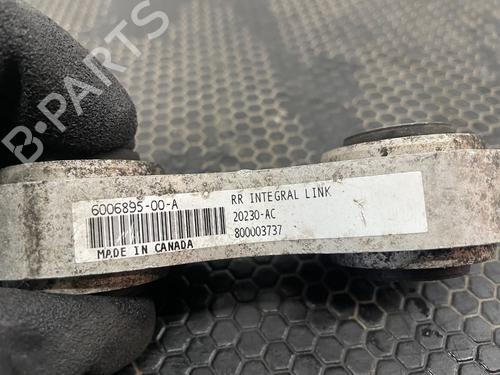 B-PARTS
6006895-00-A
MADE IN CANADA
RR INTEGRAL LINK
20230-AC
800003737